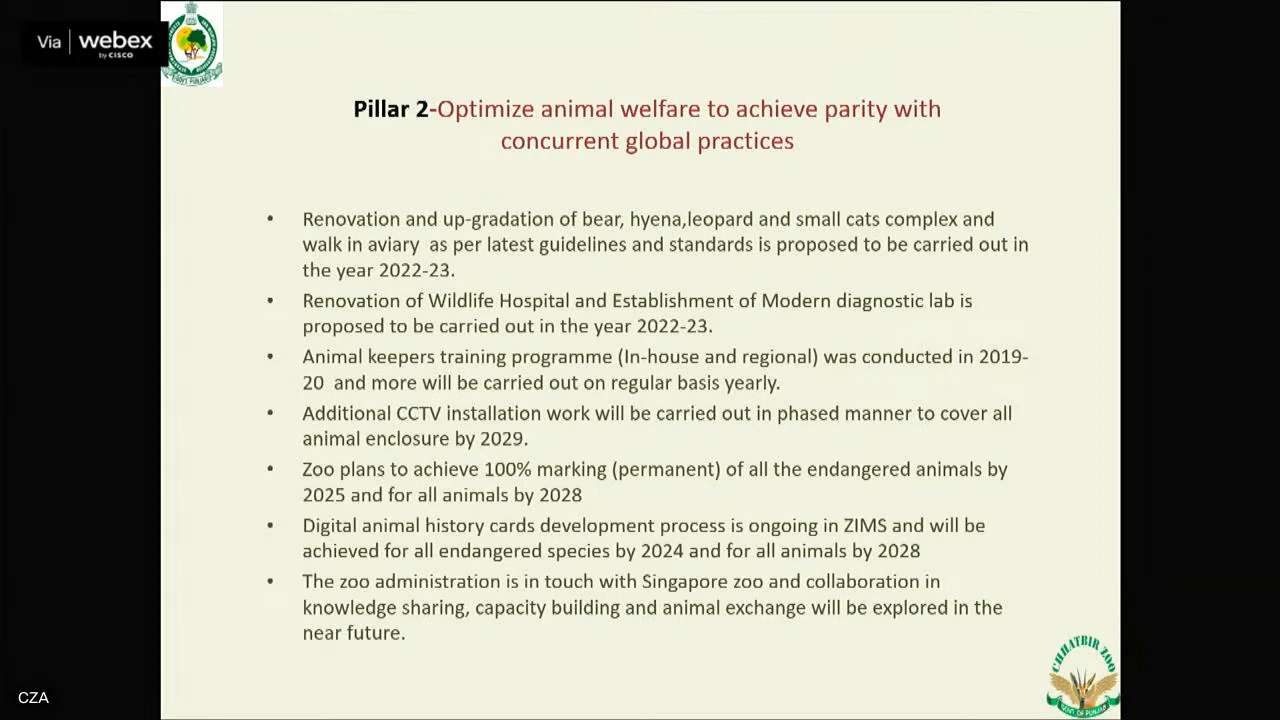 Via webex
by CISCO
GOVT PUNJAB
Pillar 2-Optimize animal welfare to achieve parity with
concurrent global practices
• Renovation and up-gradation of bear, hyena,leopard and small cats complex and
walk in aviary as per latest guidelines and standards is proposed to be carried out in
the year 2022-23.
• Renovation of Wildlife Hospital and Establishment of Modern diagnostic lab is
proposed to be carried out in the year 2022-23.
• Animal keepers training programme (In-house and regional) was conducted in 2019-
20 and more will be carried out on regular basis yearly.
• Additional CCTV installation work will be carried out in phased manner to cover all
animal enclosure by 2029.
• Zoo plans to achieve 100% marking (permanent) of all the endangered animals by
2025 and for all animals by 2028
• Digital animal history cards development process is ongoing in ZIMS and will be
achieved for all endangered species by 2024 and for all animals by 2028
• The zoo administration is in touch with Singapore zoo and collaboration in
knowledge sharing, capacity building and animal exchange will be explored in the
near future.
CHHATBIR ZOO
GOVT. OF PUNJAB
CZA